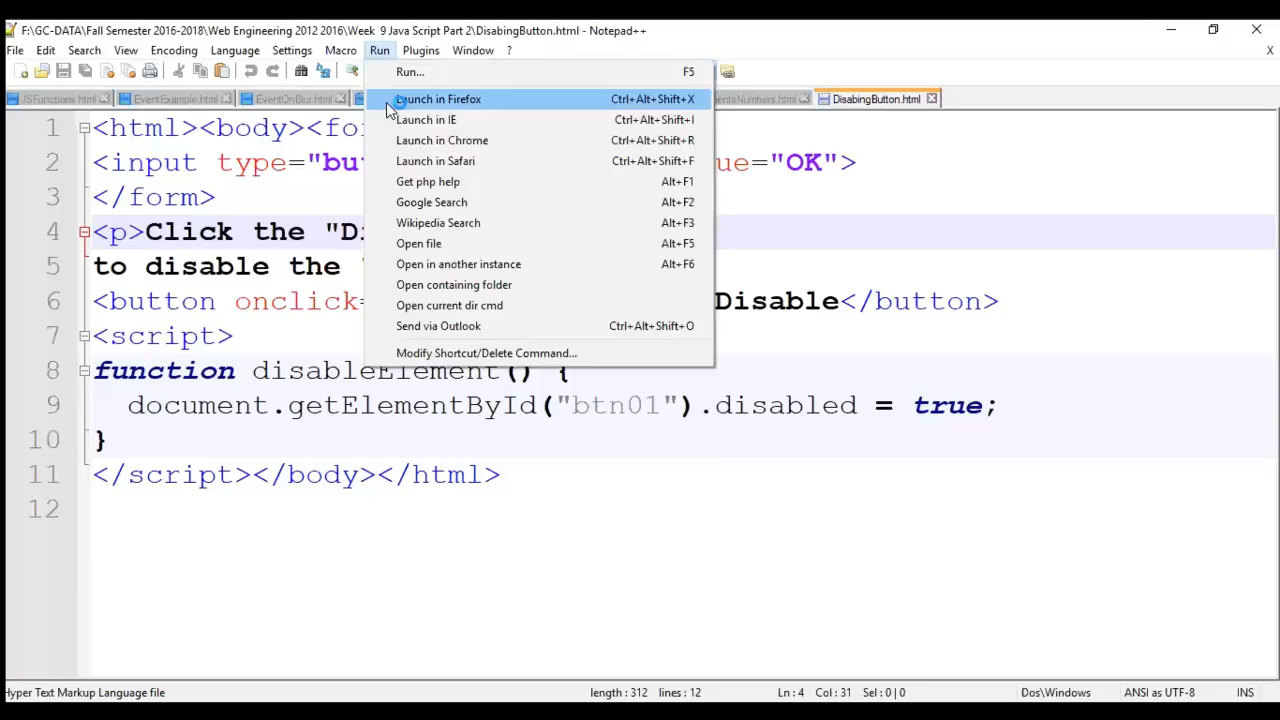 F:\GC-DATA\Fall Semester 2016-2018\Web Engineering 2012 2016\Week 9 Java Script Part 2\DisabingButton.html - Notepad++
File Edit Search View Encoding Language Settings Macro Run Plugins Window ? X
Run... F5
JSFunctions.html EventExample.html EventOnBlur.html entsNumbers.html DisabingButton.html
Launch in Firefox Ctrl+Alt+Shift+X
Launch in IE Ctrl+Alt+Shift+I
Launch in Chrome Ctrl+Alt+Shift+R
Launch in Safari Ctrl+Alt+Shift+F
Get php help Alt+F1
Google Search Alt+F2
Wikipedia Search Alt+F3
Open file Alt+F5
Open in another instance Alt+F6
Open containing folder
Open current dir cmd
Send via Outlook Ctrl+Alt+Shift+O
Modify Shortcut/Delete Command...
1 <html><body><fo
2 <input type="bu ue="OK">
3 </form>
4 <p>Click the "D
5 to disable the
6 <button onclick= Disable</button>
7 <script>
8 function disableElement() {
9 document.getElementById("btn01").disabled = true;
10 }
11 </script></body></html>
12
Hyper Text Markup Language file length : 312 lines : 12 Ln : 4 Col : 31 Sel : 0 | 0 Dos\Windows ANSI as UTF-8 INS